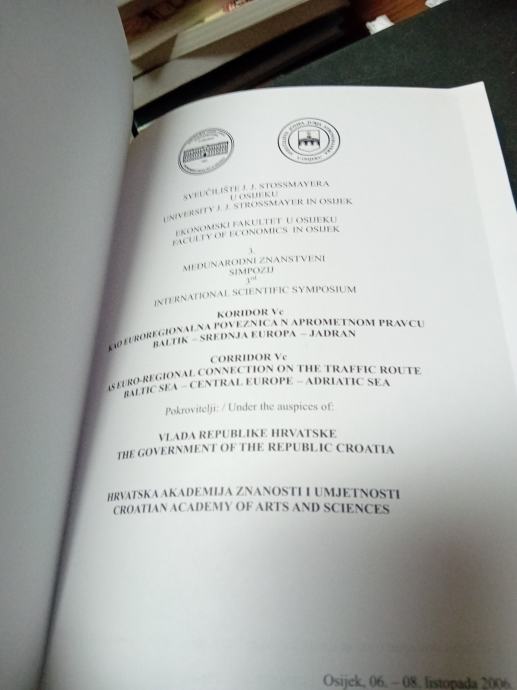 SVEUČILIŠTE J. J. STOSSMAYERA
U OSIJEKU
UNIVERSITY J. J. STROSSMAYER IN OSIJEK
EKONOMSKI FAKULTET U OSIJEKU
FACULTY OF ECONOMICS IN OSIJEK
3.
MEĐUNARODNI ZNANSTVENI
SIMPOZIJ
3rd
INTERNATIONAL SCIENTIFIC SYMPOSIUM
KORIDOR Vc
KAO EUROREGIONALNA POVEZNICA N APROMETNOM PRAVCU
BALTIK – SREDNJA EUROPA – JADRAN
CORRIDOR Vc
AS EURO-REGIONAL CONNECTION ON THE TRAFFIC ROUTE
BALTIC SEA – CENTRAL EUROPE – ADRIATIC SEA
Pokrovitelji: / Under the auspices of:
VLADA REPUBLIKE HRVATSKE
THE GOVERNMENT OF THE REPUBLIC CROATIA
HRVATSKA AKADEMIJA ZNANOSTI I UMJETNOSTI
CROATIAN ACADEMY OF ARTS AND SCIENCES
Osijek, 06. – 08. listopada 2006.